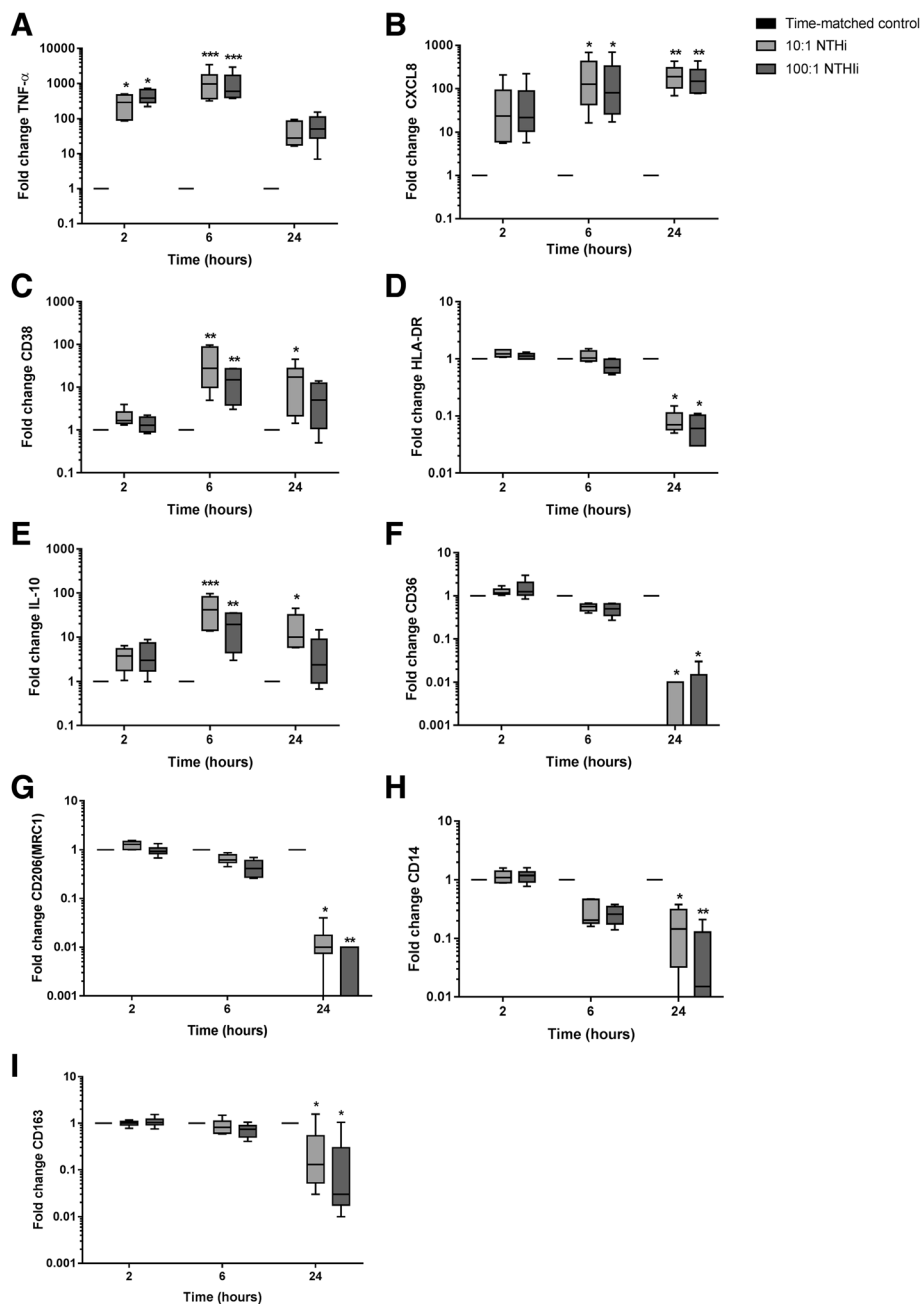 A
Fold change TNF-α
10000
1000
100
10
1
0.1
* * *** ***
2 6 24
Time (hours)
B
Fold change CXCL8
1000
100
10
1
0.1
* * ** **
2 6 24
Time (hours)
Time-matched control
10:1 NTHi
100:1 NTHIi
C
Fold change CD38
1000
100
10
1
0.1
** ** *
2 6 24
Time (hours)
D
Fold change HLA-DR
10
1
0.1
0.01
* *
2 6 24
Time (hours)
E
Fold change IL-10
1000
100
10
1
0.1
*** ** *
2 6 24
Time (hours)
F
Fold change CD36
10
1
0.1
0.01
0.001
* *
2 6 24
Time (hours)
G
Fold change CD206(MRC1)
10
1
0.1
0.01
0.001
* **
2 6 24
Time (hours)
H
Fold change CD14
10
1
0.1
0.01
* **
2 6 24
Time (hours)
I
Fold change CD163
10
1
0.1
0.01
0.001
* *
2 6 24
Time (hours)